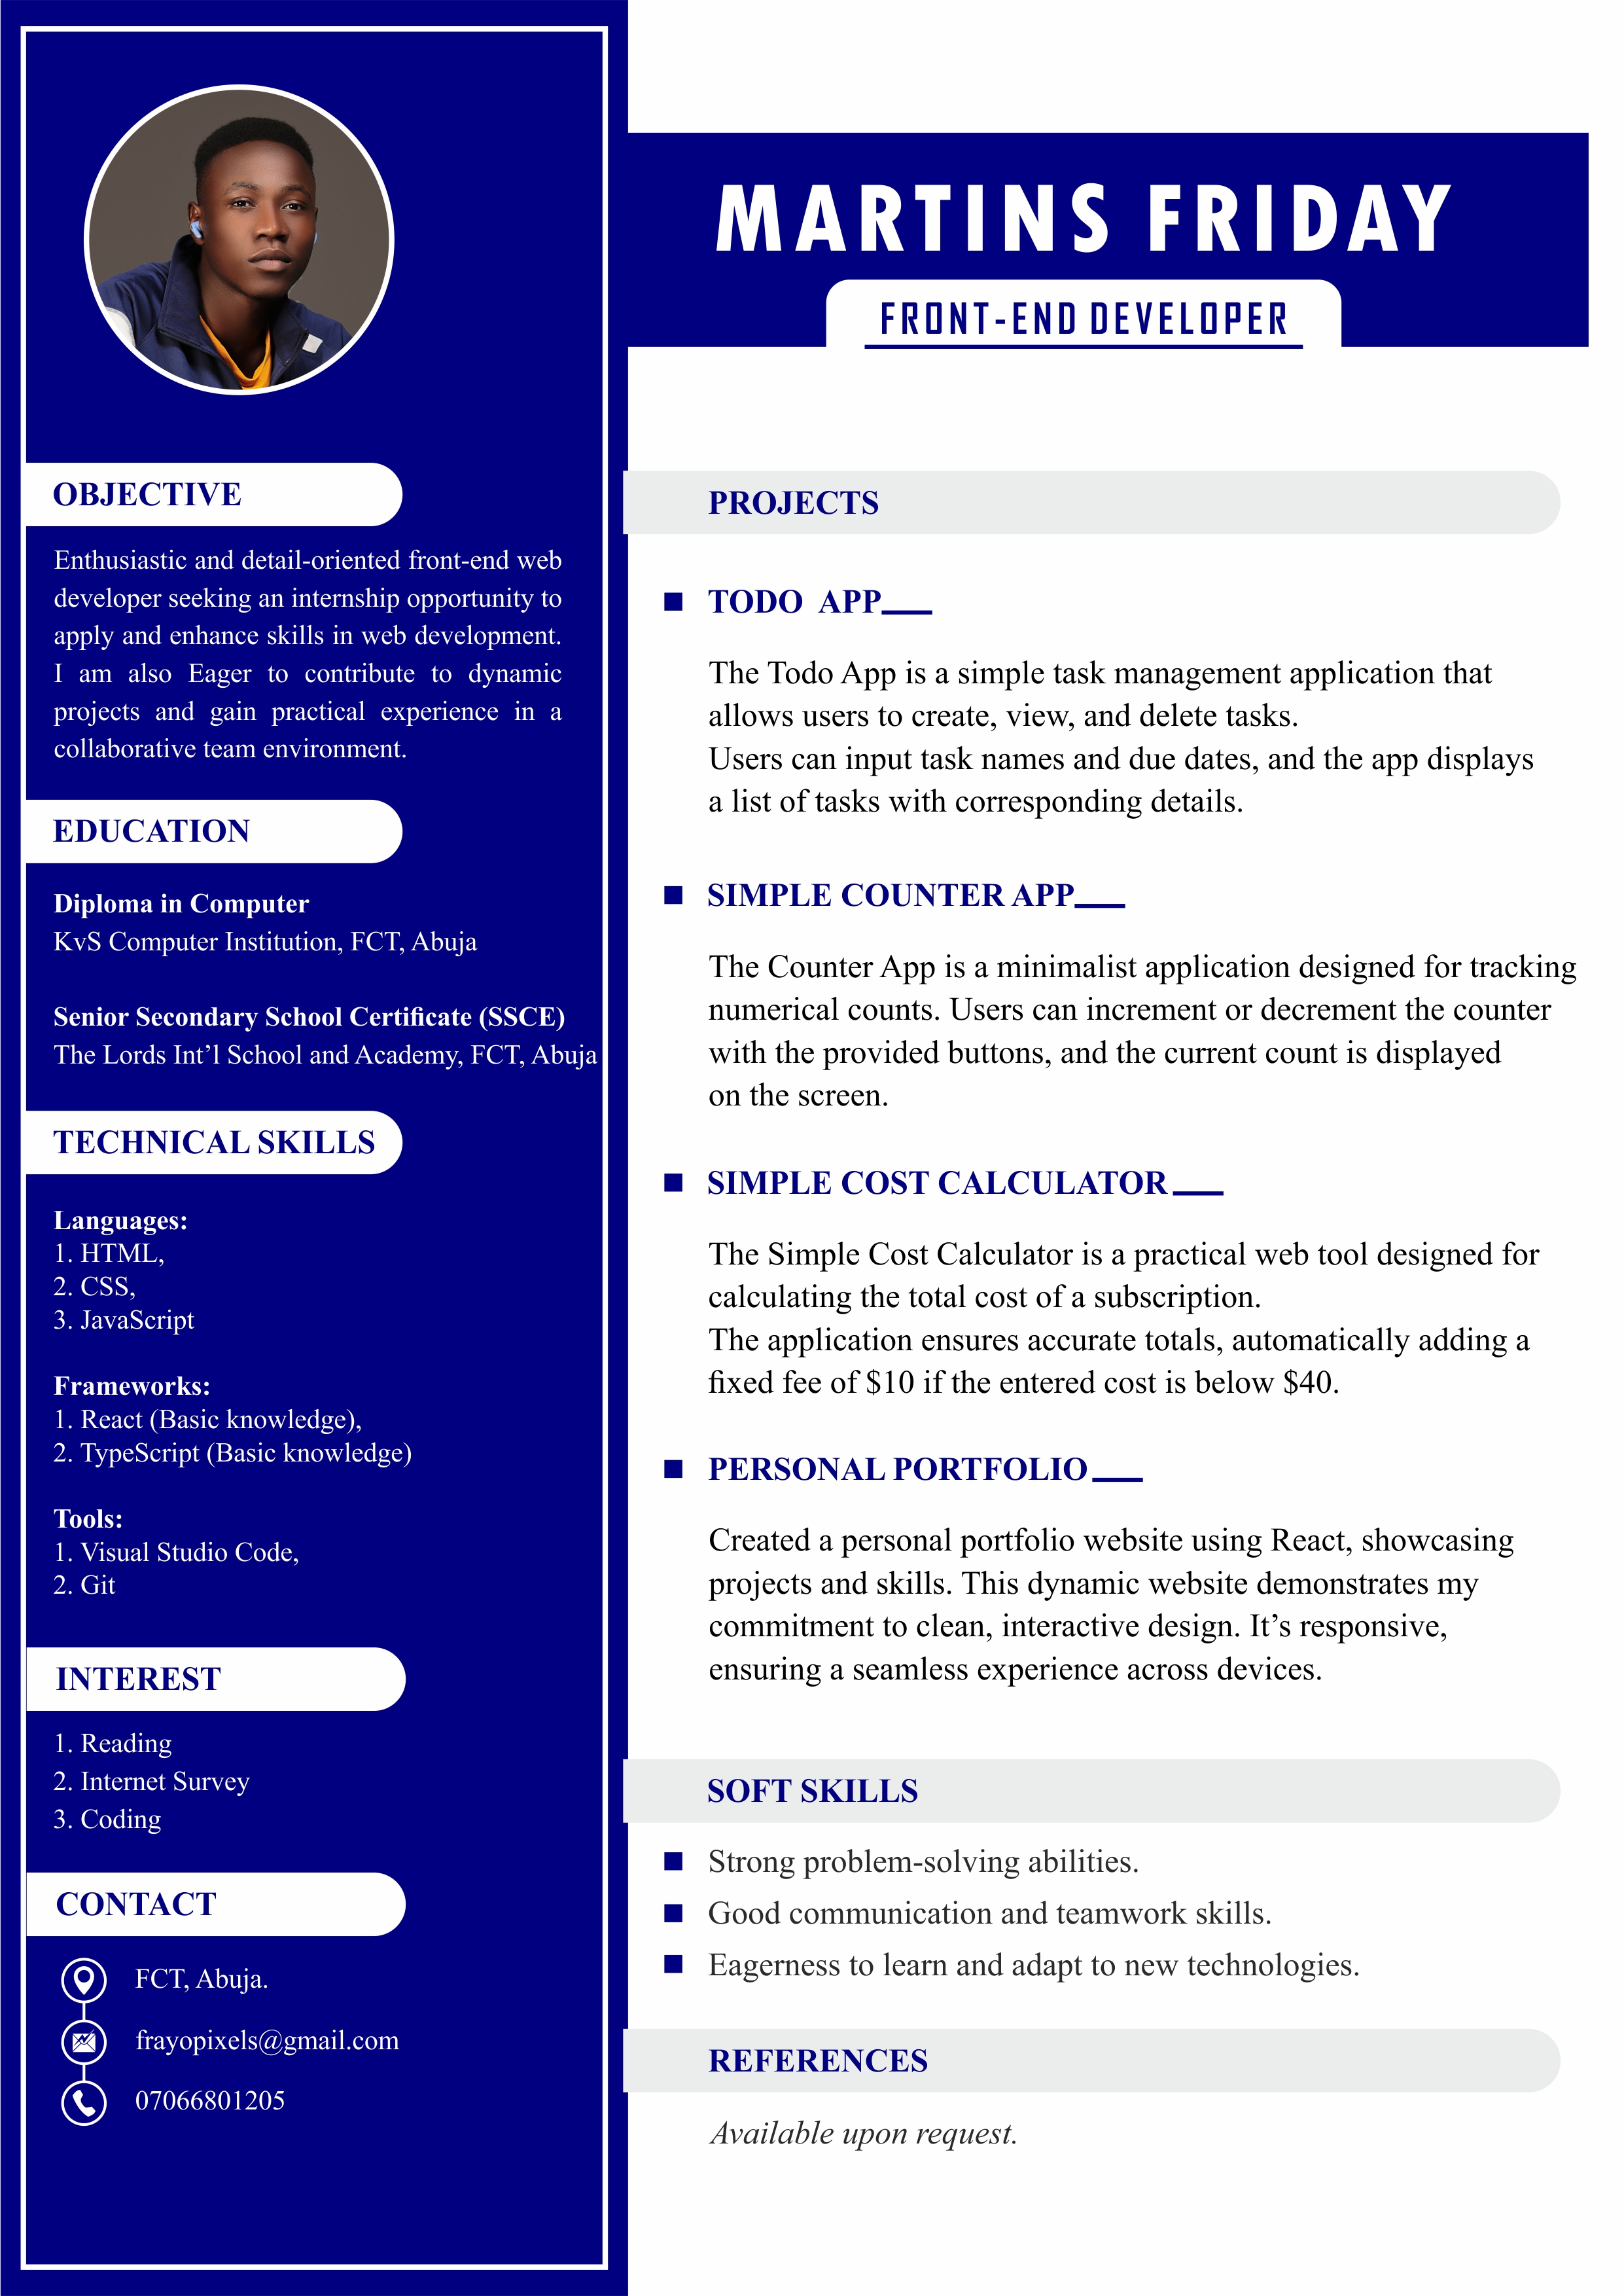 MARTINS FRIDAY
FRONT-END DEVELOPER
OBJECTIVE
Enthusiastic and detail-oriented front-end web
developer seeking an internship opportunity to
apply and enhance skills in web development.
I am also Eager to contribute to dynamic
projects and gain practical experience in a
collaborative team environment.
EDUCATION
Diploma in Computer
KvS Computer Institution, FCT, Abuja
Senior Secondary School Certificate (SSCE)
The Lords Int’l School and Academy, FCT, Abuja
TECHNICAL SKILLS
Languages:
1. HTML,
2. CSS,
3. JavaScript
Frameworks:
1. React (Basic knowledge),
2. TypeScript (Basic knowledge)
Tools:
1. Visual Studio Code,
2. Git
INTEREST
1. Reading
2. Internet Survey
3. Coding
CONTACT
FCT, Abuja.
frayopixels@gmail.com
07066801205
PROJECTS
TODO APP
The Todo App is a simple task management application that
allows users to create, view, and delete tasks.
Users can input task names and due dates, and the app displays
a list of tasks with corresponding details.
SIMPLE COUNTER APP
The Counter App is a minimalist application designed for tracking
numerical counts. Users can increment or decrement the counter
with the provided buttons, and the current count is displayed
on the screen.
SIMPLE COST CALCULATOR
The Simple Cost Calculator is a practical web tool designed for
calculating the total cost of a subscription.
The application ensures accurate totals, automatically adding a
fixed fee of $10 if the entered cost is below $40.
PERSONAL PORTFOLIO
Created a personal portfolio website using React, showcasing
projects and skills. This dynamic website demonstrates my
commitment to clean, interactive design. It’s responsive,
ensuring a seamless experience across devices.
SOFT SKILLS
Strong problem-solving abilities.
Good communication and teamwork skills.
Eagerness to learn and adapt to new technologies.
REFERENCES
Available upon request.